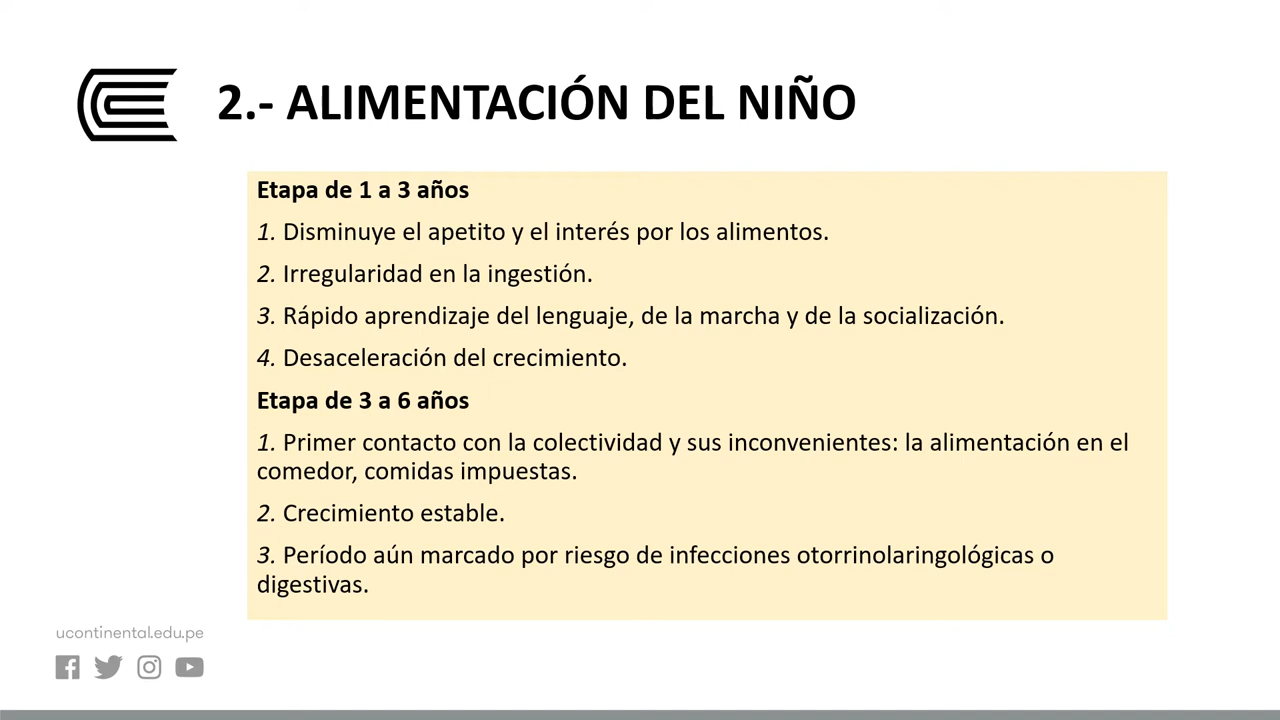 2.- ALIMENTACIÓN DEL NIÑO
Etapa de 1 a 3 años
1. Disminuye el apetito y el interés por los alimentos.
2. Irregularidad en la ingestión.
3. Rápido aprendizaje del lenguaje, de la marcha y de la socialización.
4. Desaceleración del crecimiento.
Etapa de 3 a 6 años
1. Primer contacto con la colectividad y sus inconvenientes: la alimentación en el
comedor, comidas impuestas.
2. Crecimiento estable.
3. Período aún marcado por riesgo de infecciones otorrinolaringológicas o
digestivas.
ucontinental.edu.pe